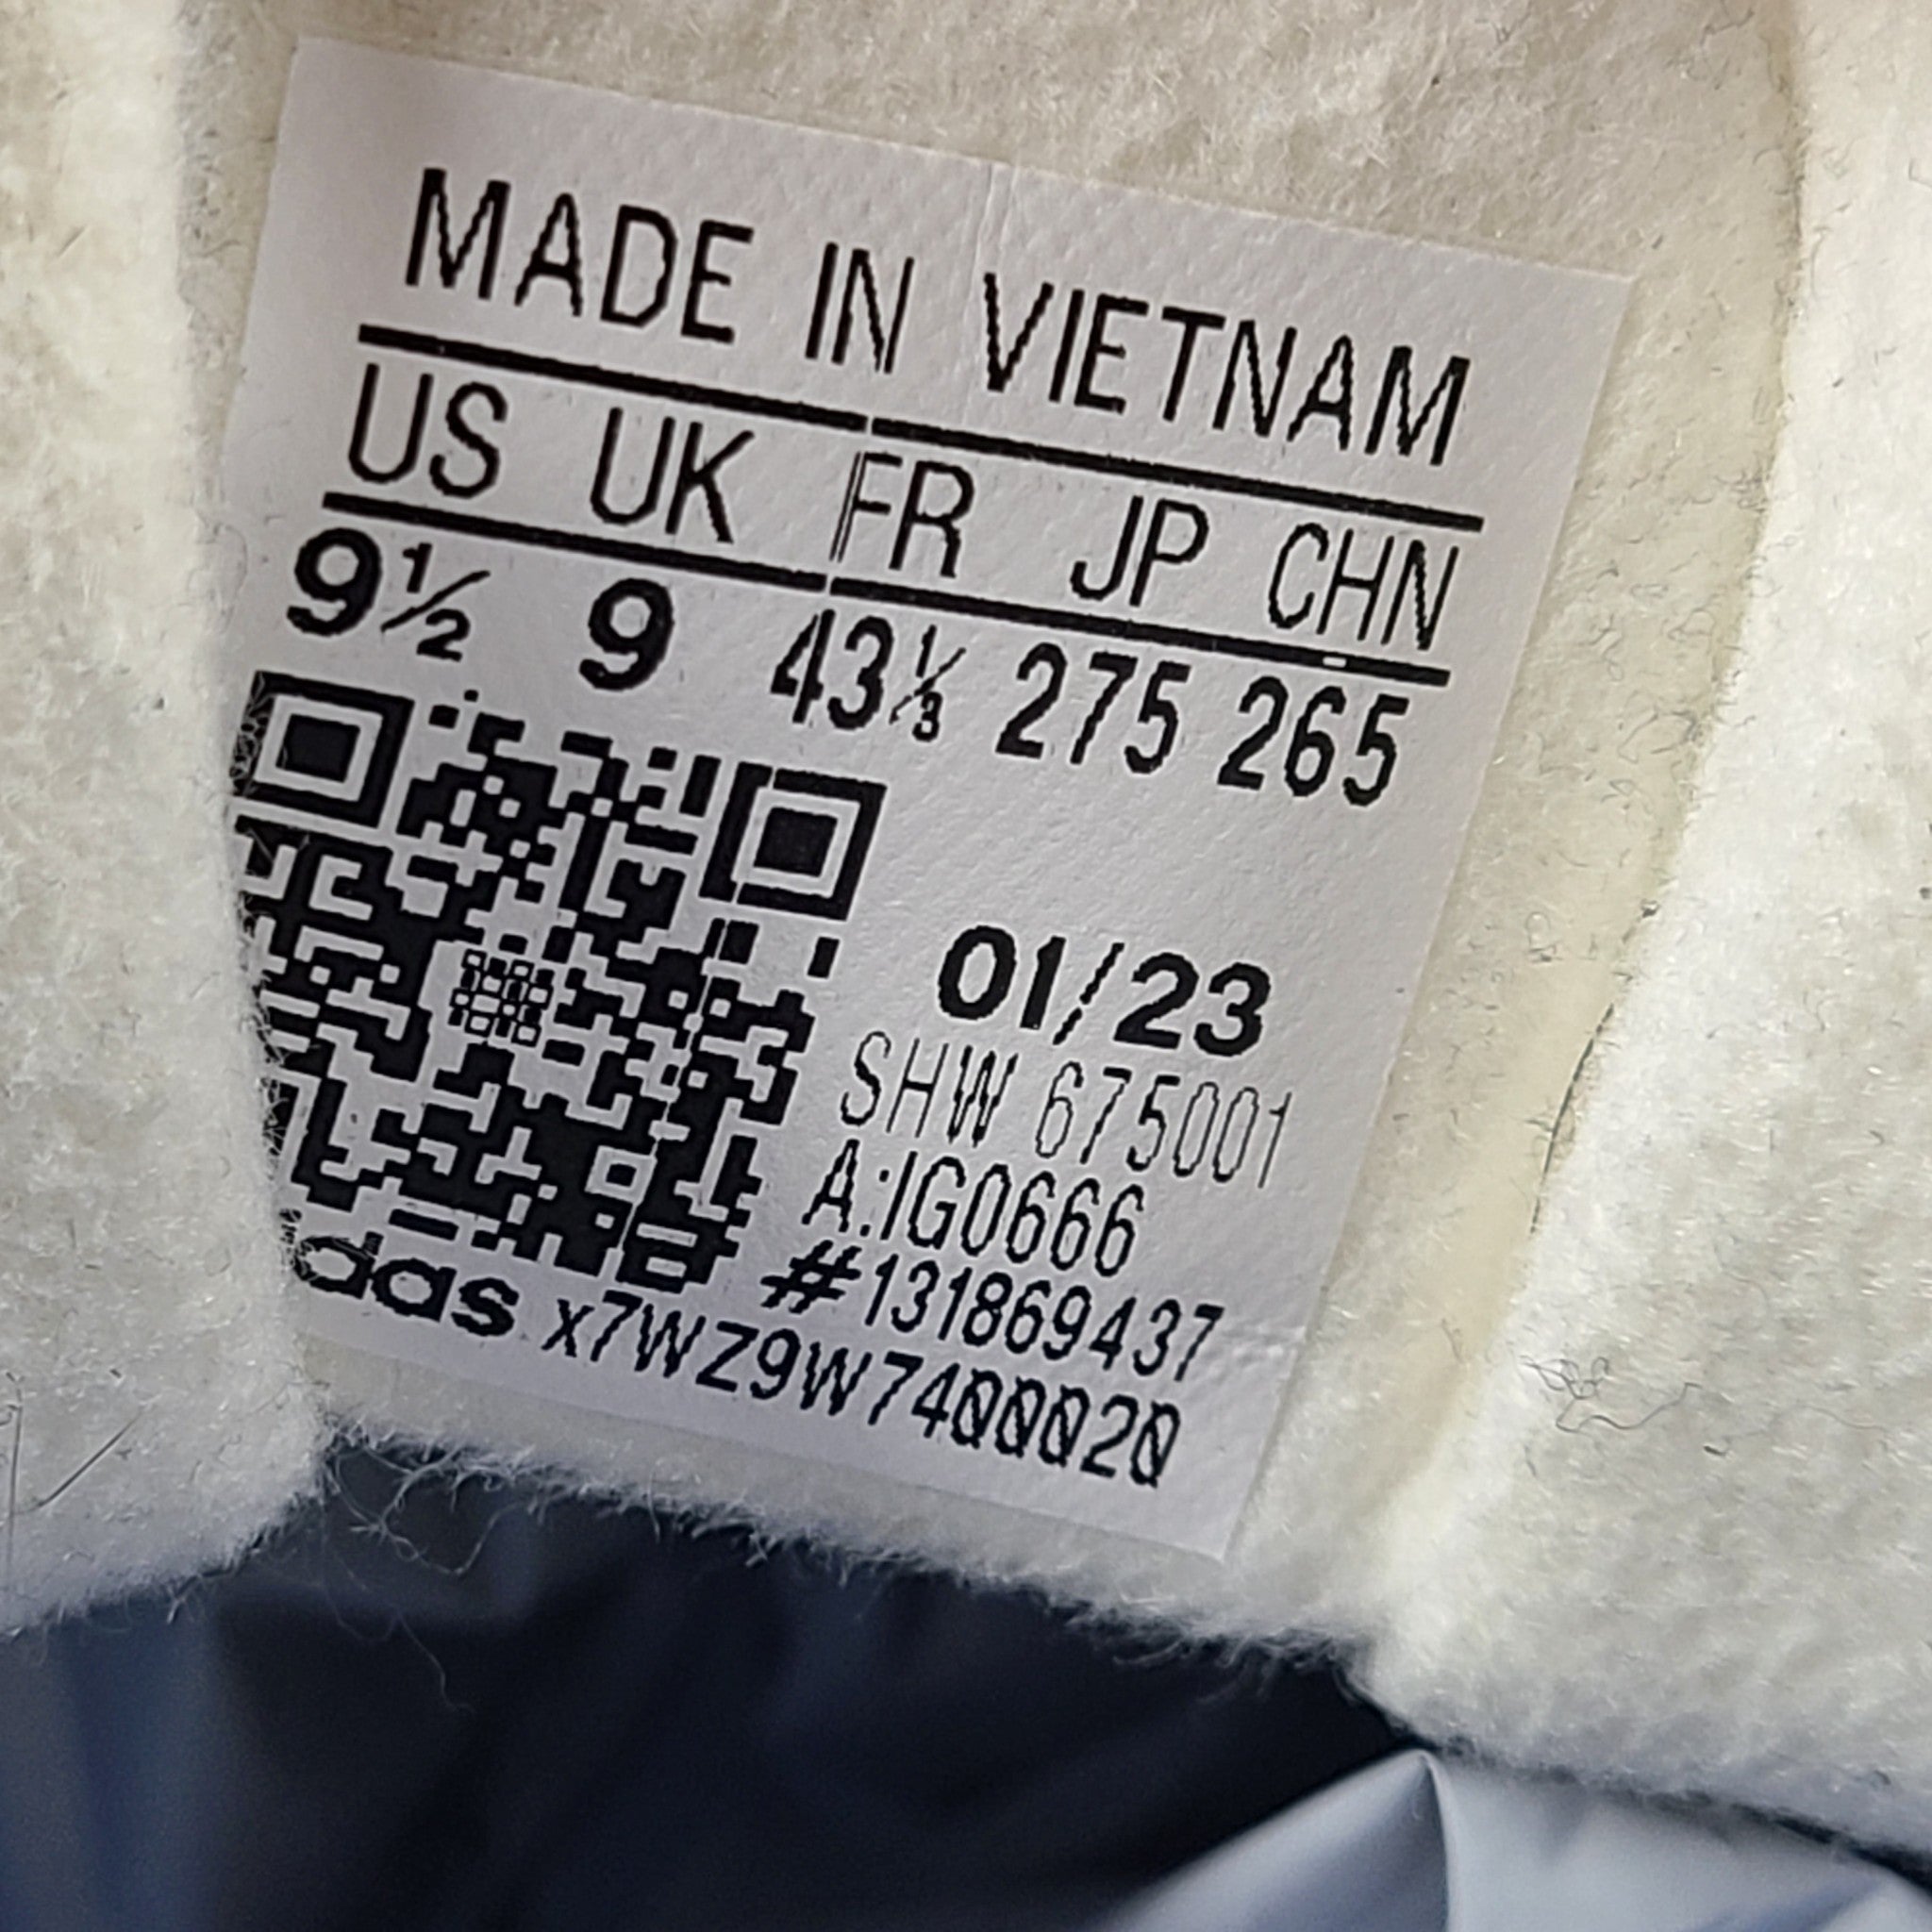 MADE IN VIETNAM
US UK FR JP CHN
9½ 9 43⅓ 275 265
01/23
SHW 675001
A:IG0666
#131869437
das x7WZ9W7400020